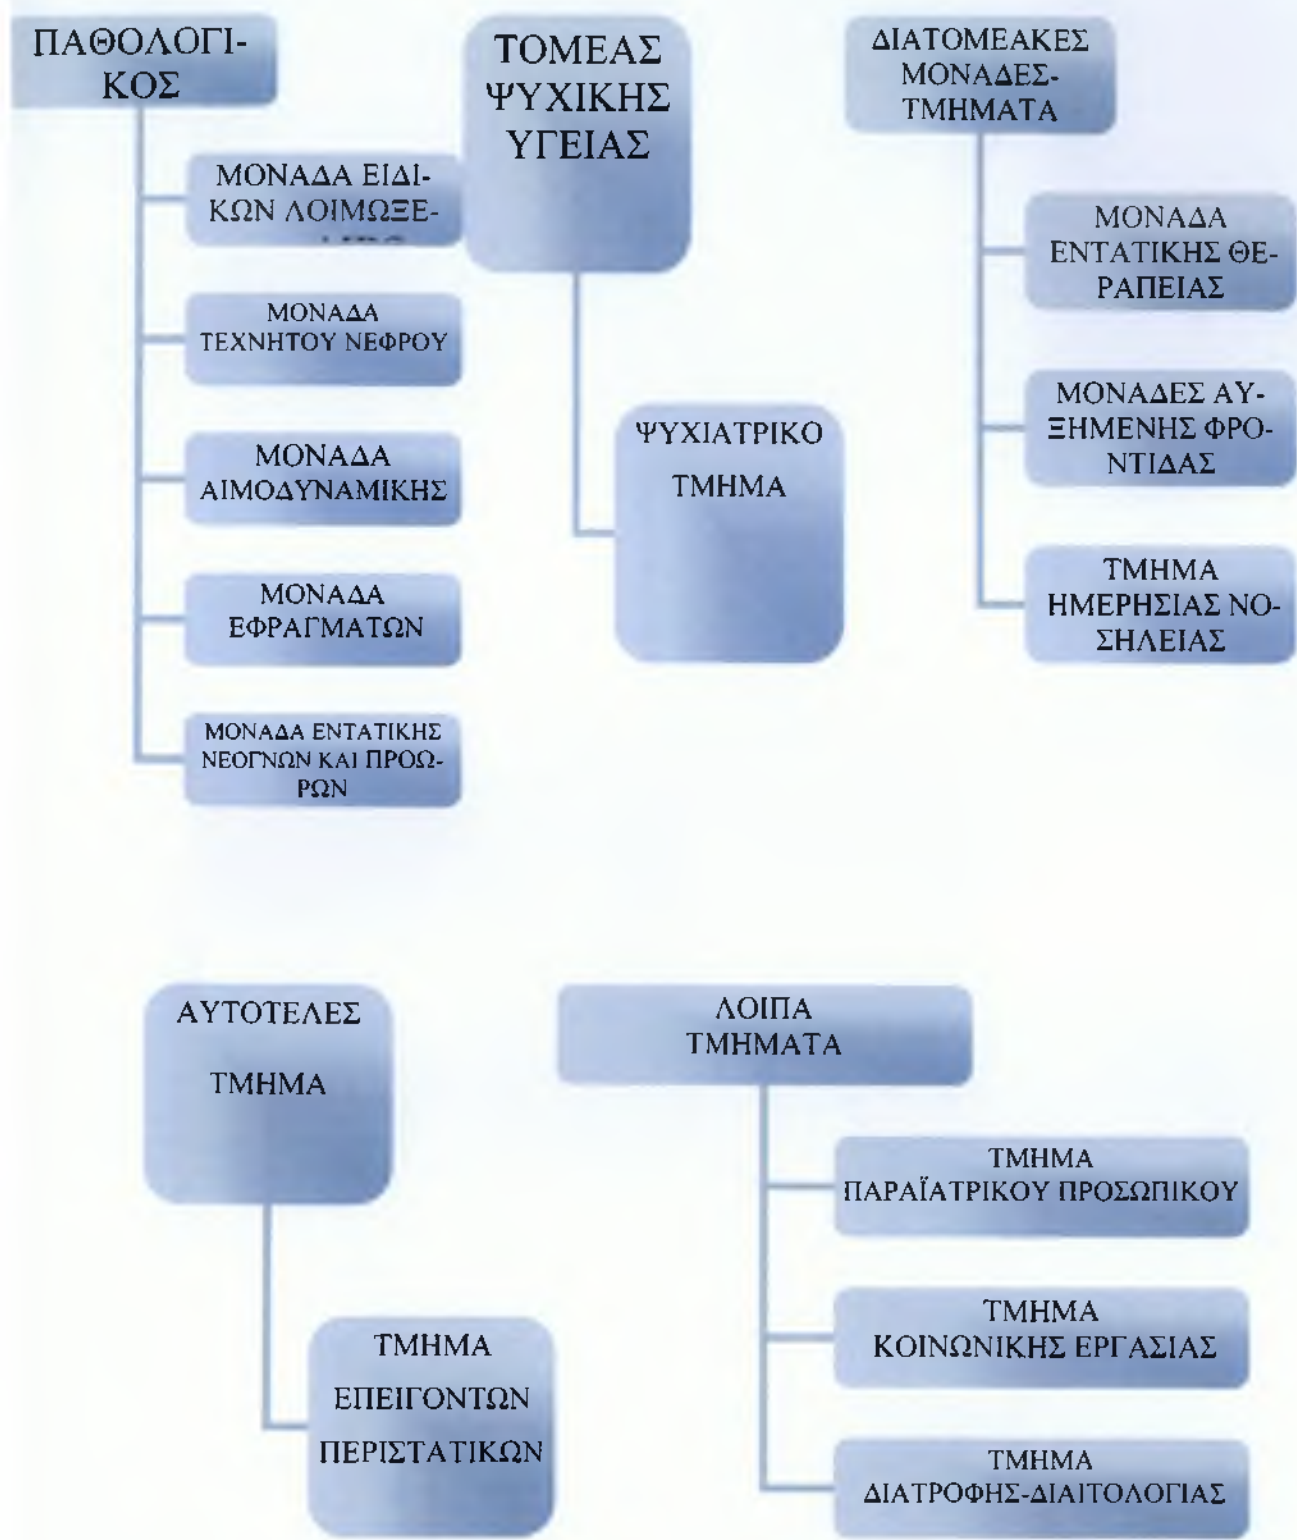 ΠΑΘΟΛΟΓΙ-
ΚΟΣ
ΜΟΝΑΔΑ ΕΙΔΙ-
ΚΩΝ ΛΟΙΜΩΞΕ-
ΜΟΝΑΔΑ
ΤΕΧΝΗΤΟΥ ΝΕΦΡΟΥ
ΜΟΝΑΔΑ
ΑΙΜΟΔΥΝΑΜΙΚΗΣ
ΜΟΝΑΔΑ
ΕΦΡΑΓΜΑΤΩΝ
ΜΟΝΑΔΑ ΕΝΤΑΤΙΚΗΣ
ΝΕΟΓΝΩΝ ΚΑΙ ΠΡΟΩ-
ΡΩΝ
ΤΟΜΕΑΣ
ΨΥΧΙΚΗΣ
ΥΓΕΙΑΣ
ΨΥΧΙΑΤΡΙΚΟ
ΤΜΗΜΑ
ΔΙΑΤΟΜΕΑΚΕΣ
ΜΟΝΑΔΕΣ-
ΤΜΗΜΑΤΑ
ΜΟΝΑΔΑ
ΕΝΤΑΤΙΚΗΣ ΘΕ-
ΡΑΠΕΙΑΣ
ΜΟΝΑΔΕΣ ΑΥ-
ΞΗΜΕΝΗΣ ΦΡΟ-
ΝΤΙΔΑΣ
ΤΜΗΜΑ
ΗΜΕΡΗΣΙΑΣ ΝΟ-
ΣΗΛΕΙΑΣ
ΑΥΤΟΤΕΛΕΣ
ΤΜΗΜΑ
ΤΜΗΜΑ
ΕΠΕΙΓΟΝΤΩΝ
ΠΕΡΙΣΤΑΤΙΚΩΝ
ΛΟΙΠΑ
ΤΜΗΜΑΤΑ
ΤΜΗΜΑ
ΠΑΡΑΪΑΤΡΙΚΟΥ ΠΡΟΣΩΠΙΚΟΥ
ΤΜΗΜΑ
ΚΟΙΝΩΝΙΚΗΣ ΕΡΓΑΣΙΑΣ
ΤΜΗΜΑ
ΔΙΑΤΡΟΦΗΣ-ΔΙΑΙΤΟΛΟΓΙΑΣ